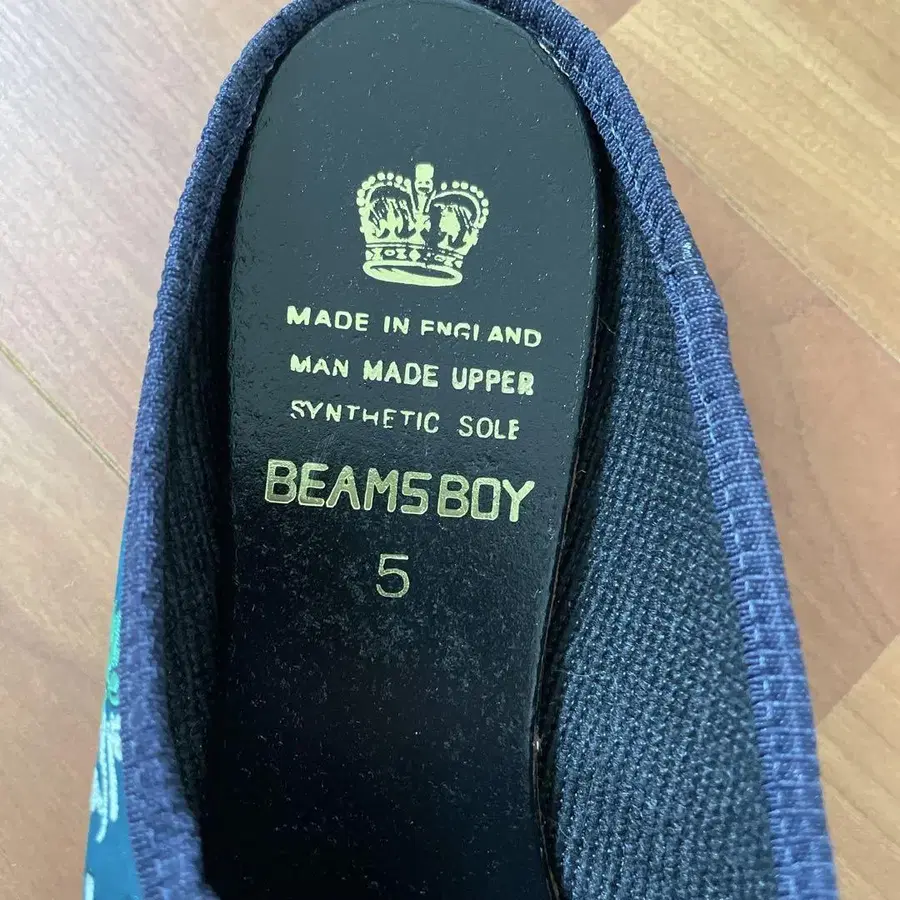 MADE IN ENGLAND
MAN MADE UPPER
SYNTHETIC SOLE
BEAMS BOY
5